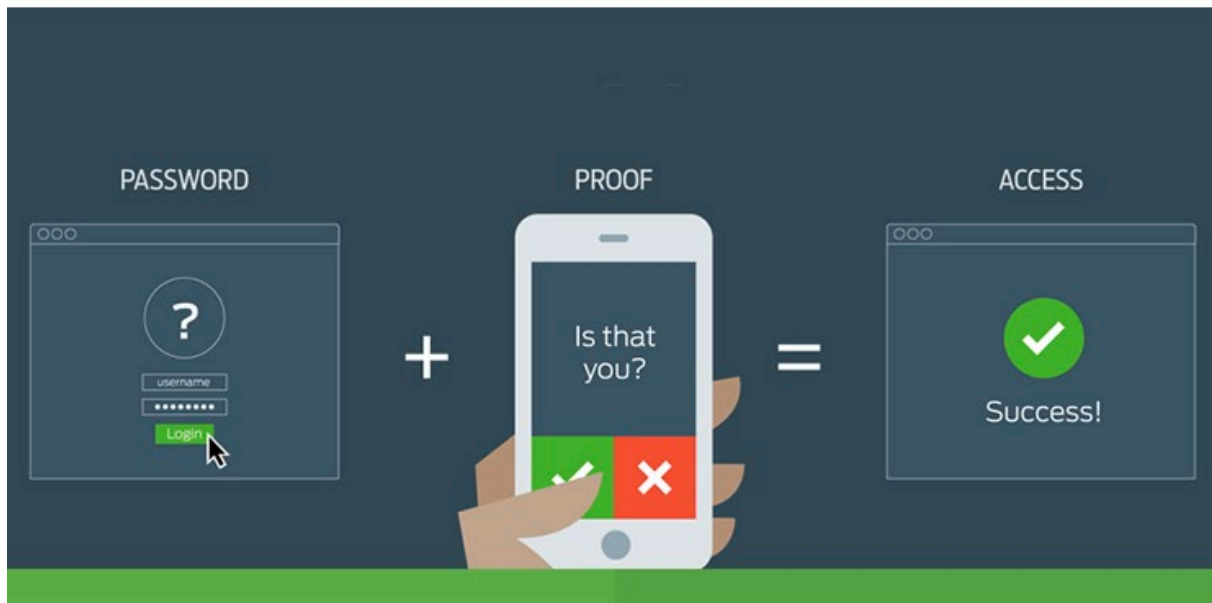 PASSWORD
PROOF
ACCESS
?
username
••••••••
Login
+
Is that
you?
=
Success!